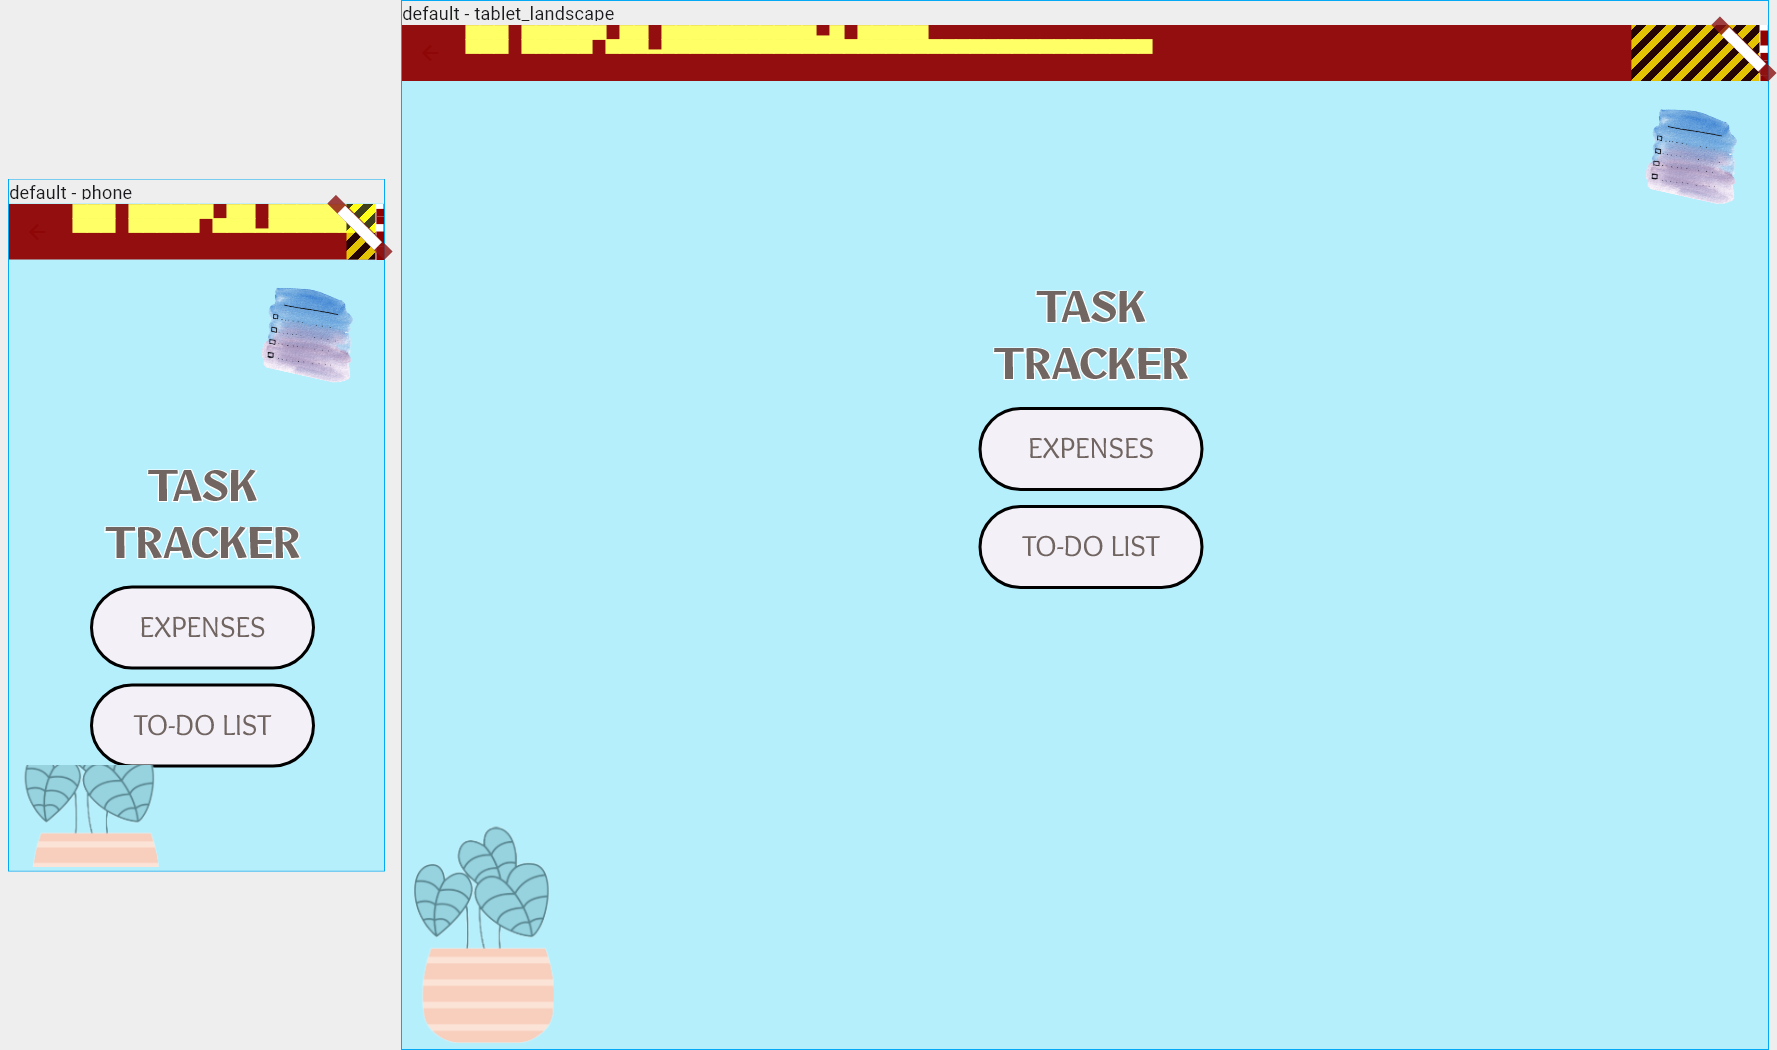 default - tablet_landscape
default - phone
TASK
TRACKER
EXPENSES
TO-DO LIST
TASK
TRACKER
EXPENSES
TO-DO LIST